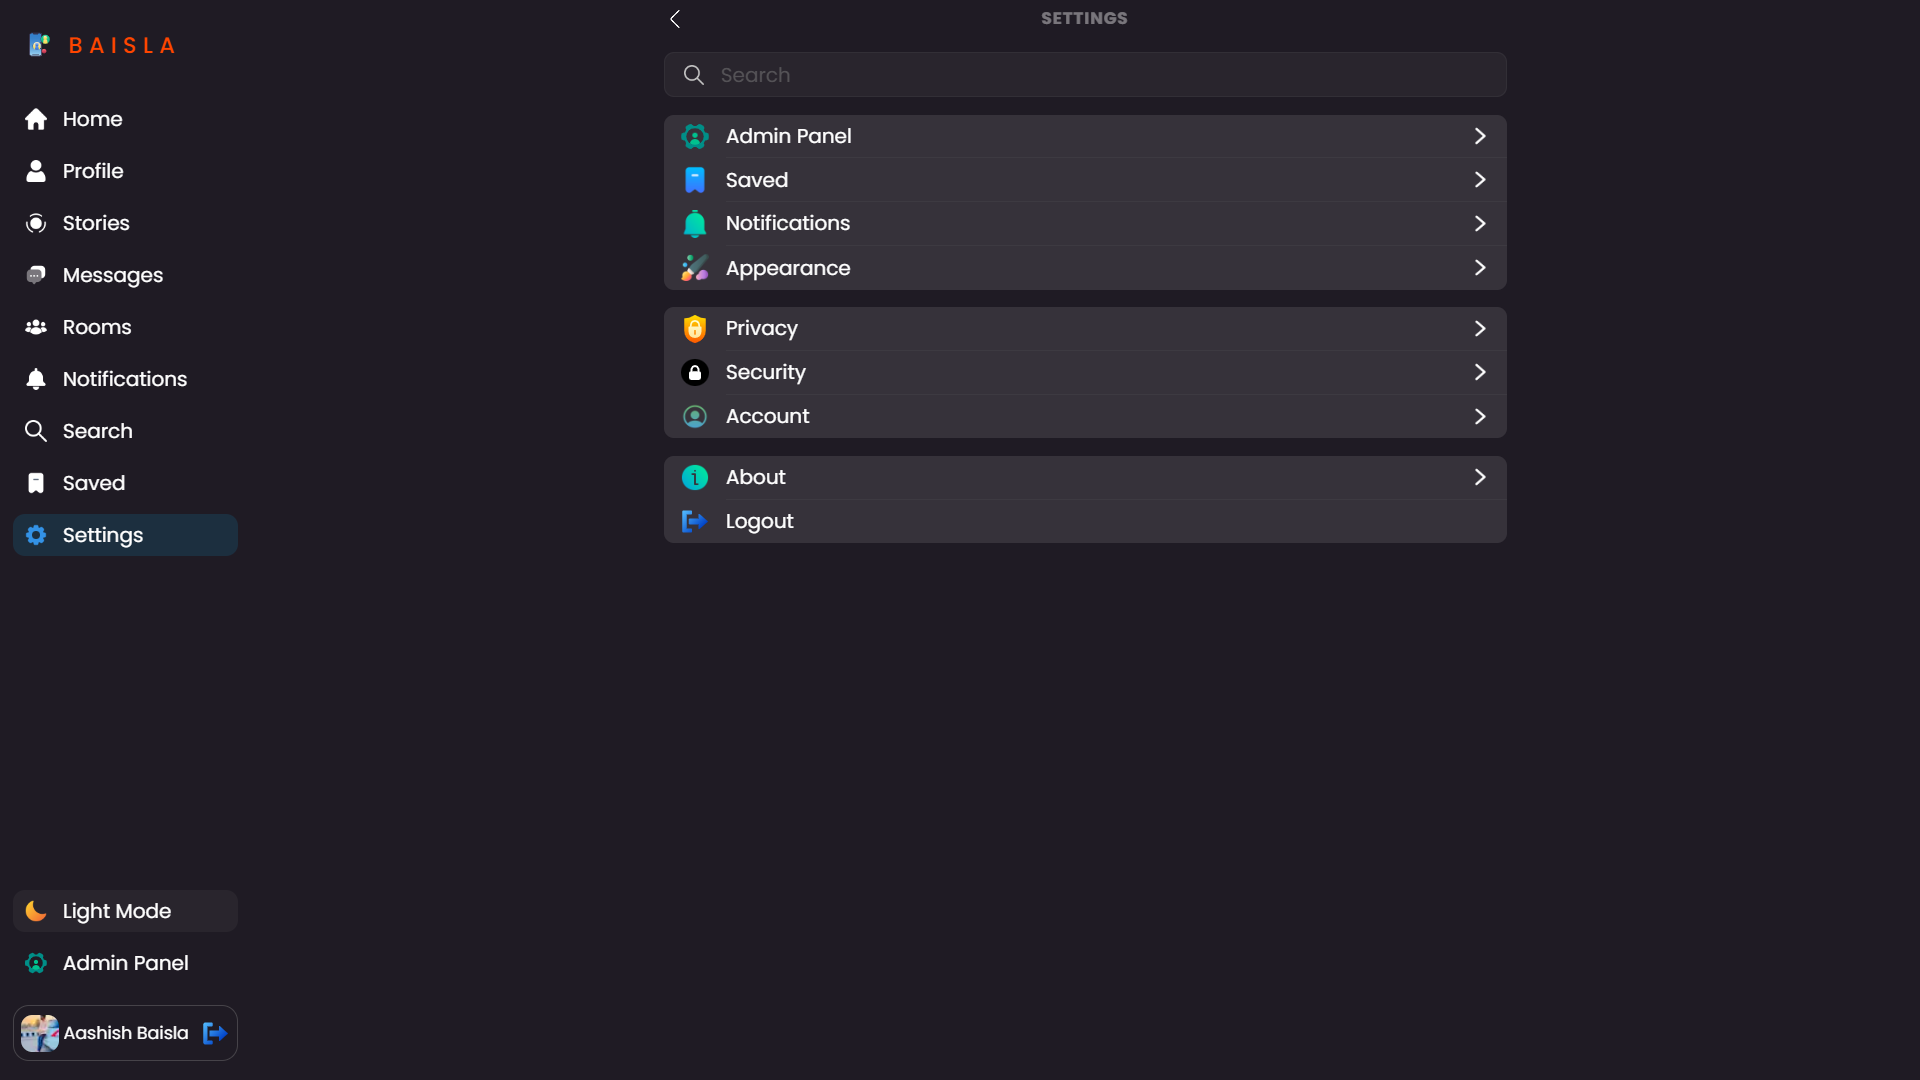 BAISLA
Home
Profile
Stories
Messages
Rooms
Notifications
Search
Saved
Settings
Light Mode
Admin Panel
Aashish Baisla
SETTINGS
Search
Admin Panel
Saved
Notifications
Appearance
Privacy
Security
Account
About
Logout